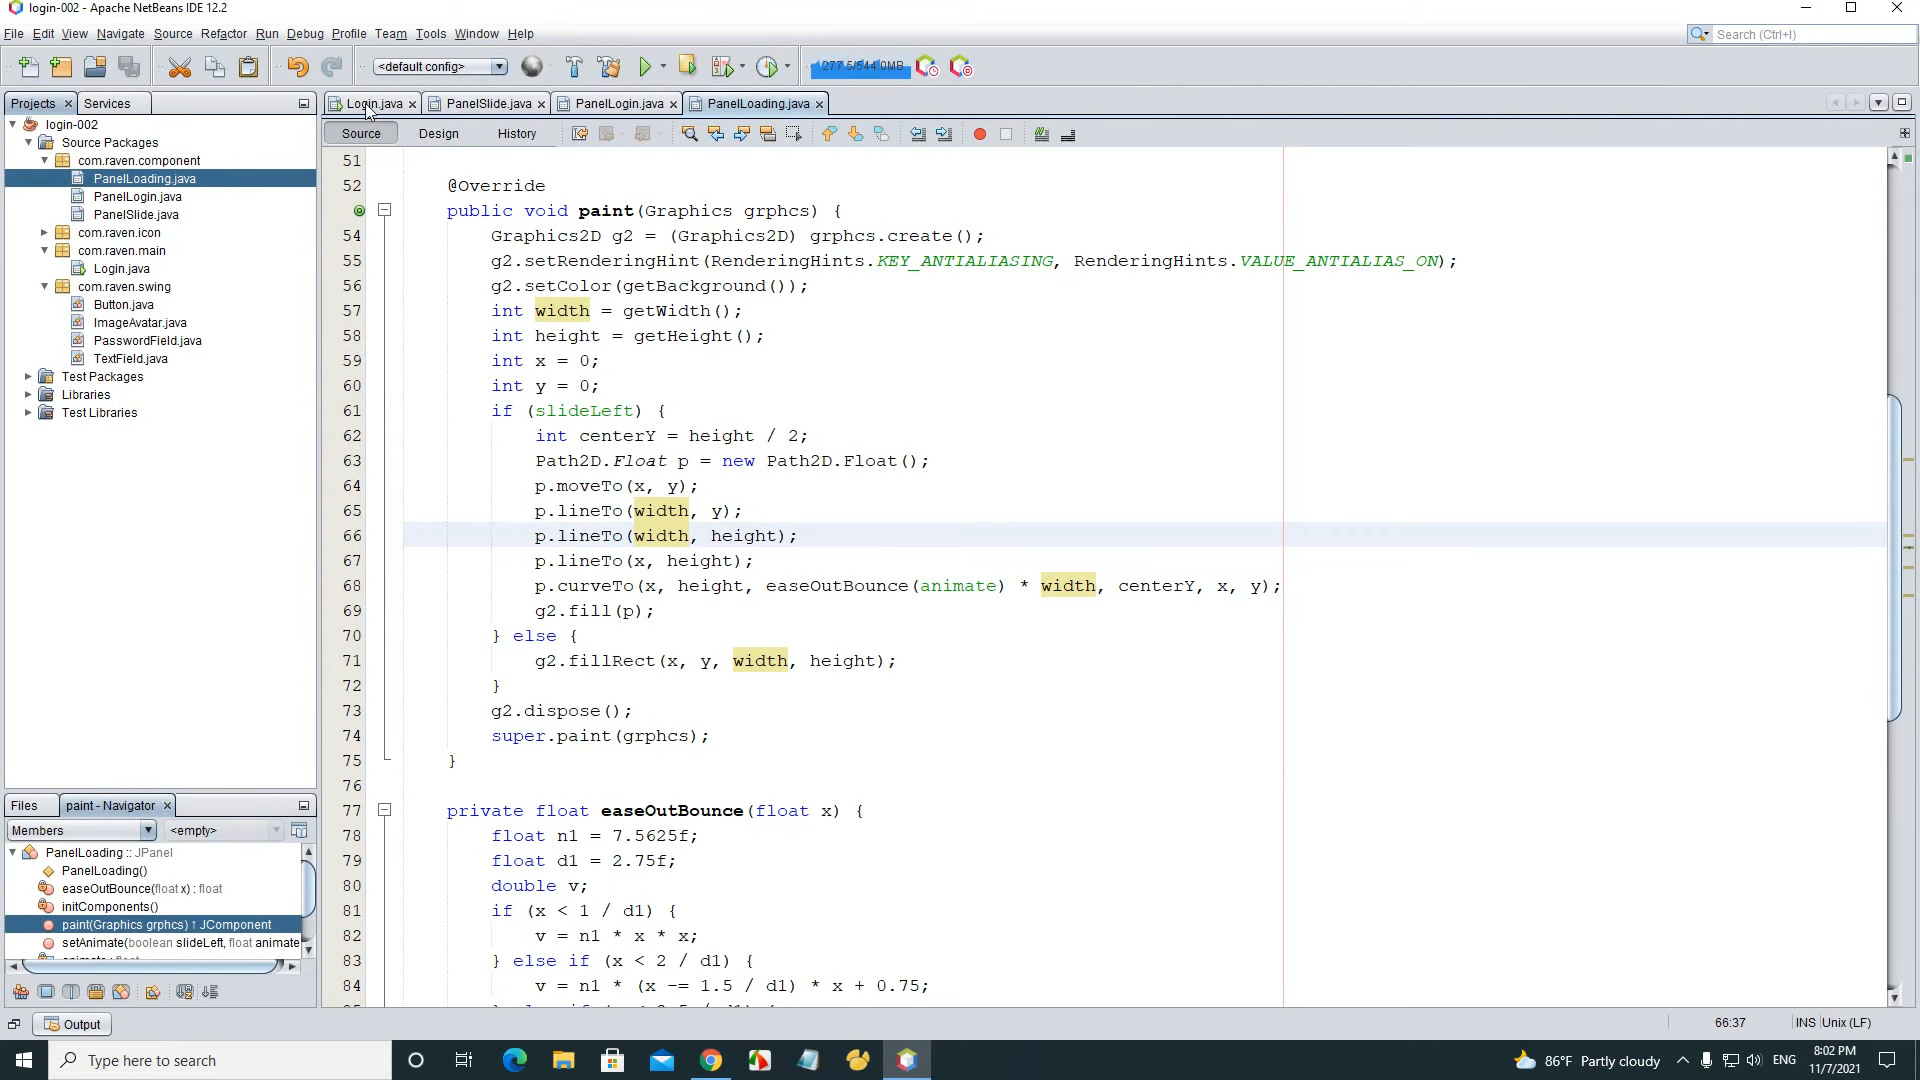 login-002 - Apache NetBeans IDE 12.2
File Edit View Navigate Source Refactor Run Debug Profile Team Tools Window Help
Search (Ctrl+I)
<default config>
277.5/544.0MB
Projects
Services
Login.java
PanelSlide.java
PanelLogin.java
PanelLoading.java
Source
Design
History
login-002
Source Packages
com.raven.component
PanelLoading.java
PanelLogin.java
PanelSlide.java
com.raven.icon
com.raven.main
Login.java
com.raven.swing
Button.java
ImageAvatar.java
PasswordField.java
TextField.java
Test Packages
Libraries
Test Libraries
51
52 @Override
public void paint(Graphics grphcs) {
54 Graphics2D g2 = (Graphics2D) grphcs.create();
55 g2.setRenderingHint(RenderingHints.KEY_ANTIALIASING, RenderingHints.VALUE_ANTIALIAS_ON);
56 g2.setColor(getBackground());
57 int width = getWidth();
58 int height = getHeight();
59 int x = 0;
60 int y = 0;
61 if (slideLeft) {
62 int centerY = height / 2;
63 Path2D.Float p = new Path2D.Float();
64 p.moveTo(x, y);
65 p.lineTo(width, y);
66 p.lineTo(width, height);
67 p.lineTo(x, height);
68 p.curveTo(x, height, easeOutBounce(animate) * width, centerY, x, y);
69 g2.fill(p);
70 } else {
71 g2.fillRect(x, y, width, height);
72 }
73 g2.dispose();
74 super.paint(grphcs);
75 }
76
77 private float easeOutBounce(float x) {
78 float n1 = 7.5625f;
79 float d1 = 2.75f;
80 double v;
81 if (x < 1 / d1) {
82 v = n1 * x * x;
83 } else if (x < 2 / d1) {
84 v = n1 * (x -= 1.5 / d1) * x + 0.75;
Files
paint - Navigator
Members
<empty>
PanelLoading :: JPanel
PanelLoading()
easeOutBounce(float x) : float
initComponents()
paint(Graphics grphcs) ↑ JComponent
setAnimate(boolean slideLeft, float animate
Output
66:37
INS
Unix (LF)
Type here to search
86°F Partly cloudy
ENG
8:02 PM
11/7/2021